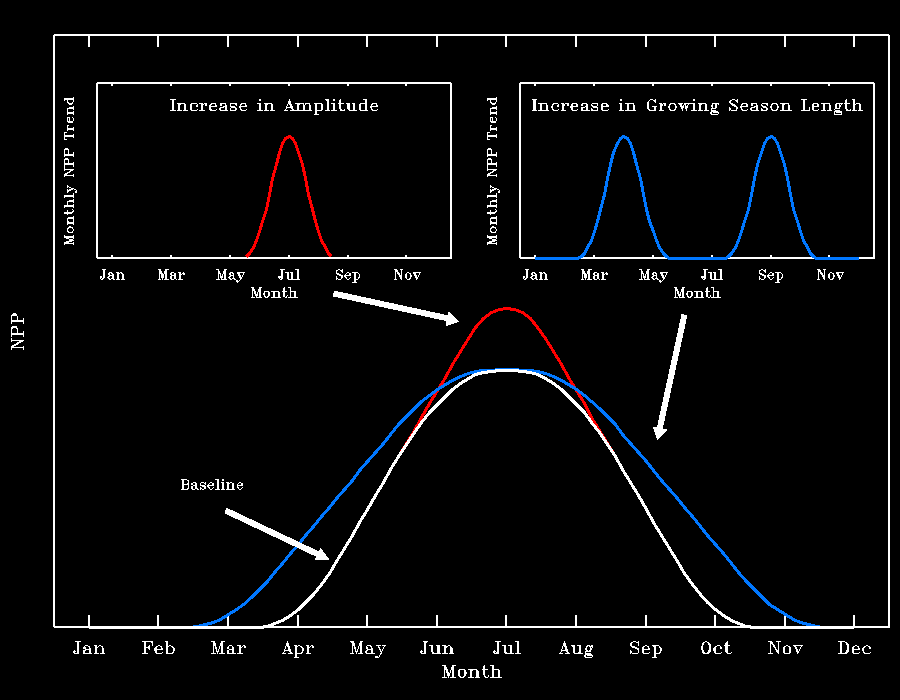 Increase in Amplitude
Monthly NPP Trend
Jan Mar May Jul Sep Nov
Month
Increase in Growing Season Length
Monthly NPP Trend
Jan Mar May Jul Sep Nov
Month
NPP
Baseline
Jan Feb Mar Apr May Jun Jul Aug Sep Oct Nov Dec
Month